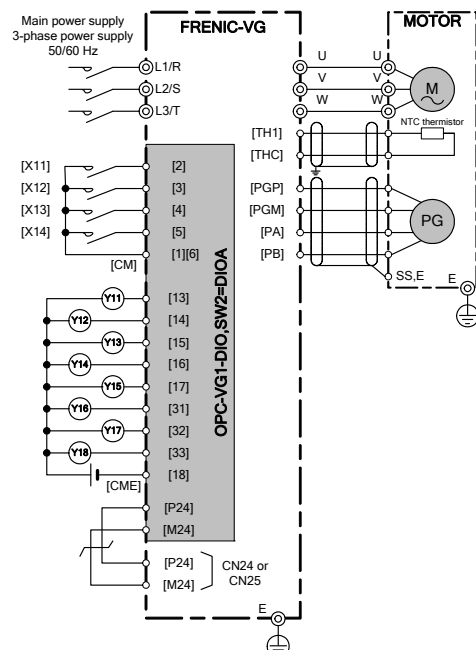 Main power supply
3-phase power supply
50/60 Hz
FRENIC-VG
MOTOR
L1/R
L2/S
L3/T
U
V
W
U
V
W
M
NTC thermistor
[TH1]
[THC]
[X11]
[X12]
[X13]
[X14]
[CM]
[2]
[3]
[4]
[5]
[1][6]
[PGP]
[PGM]
[PA]
[PB]
PG
SS,E
E
Y11
Y12
Y13
Y14
Y15
Y16
Y17
Y18
[CME]
[13]
[14]
[15]
[16]
[17]
[31]
[32]
[33]
[18]
[P24]
[M24]
OPC-VG1-DIO,SW2=DIOA
[P24]
[M24]
CN24 or
CN25
E